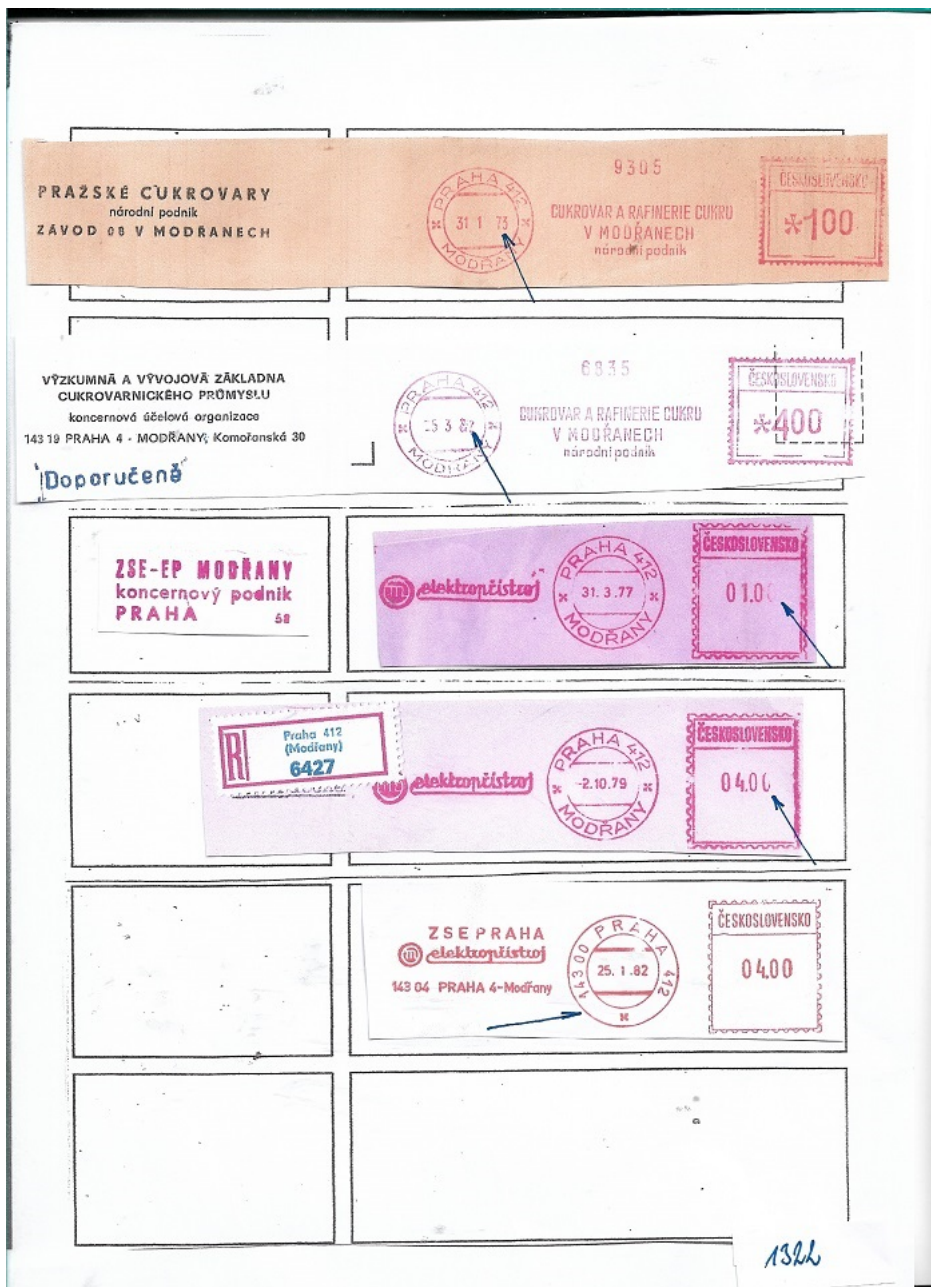 PRAŽSKÉ CUKROVARY
národní podnik
ZÁVOD 08 V MODŘANECH
PRAHA 412
31 1 73
MODŘANY
9305
CUKROVAR A RAFINERIE CUKRU
V MODŘANECH
národní podnik
ČESKOSLOVENSKO
*100
VÝZKUMNÁ A VÝVOJOVÁ ZÁKLADNA
CUKROVARNICKÉHO PRŮMYSLU
koncernová účelová organizace
143 19 PRAHA 4 - MODŘANY, Komořanská 30
Doporučeně
PRAHA 412
MODŘANY
6835
CUKROVAR A RAFINERIE CUKRU
V MODŘANECH
národní podnik
ČESKOSLOVENSKO
*400
ZSE-EP MODŘANY
koncernový podnik
PRAHA 58
elektropřístroj
PRAHA 412
31.3.77
MODŘANY
ČESKOSLOVENSKO
01.00
R
Praha 412
(Modřany)
6427
elektropřístroj
PRAHA 412
-2.10.79
MODŘANY
ČESKOSLOVENSKO
04.00
ZSE PRAHA
elektropřístroj
143 04 PRAHA 4-Modřany
143 00 PRAHA 412
25.1.82
ČESKOSLOVENSKO
04.00
1322